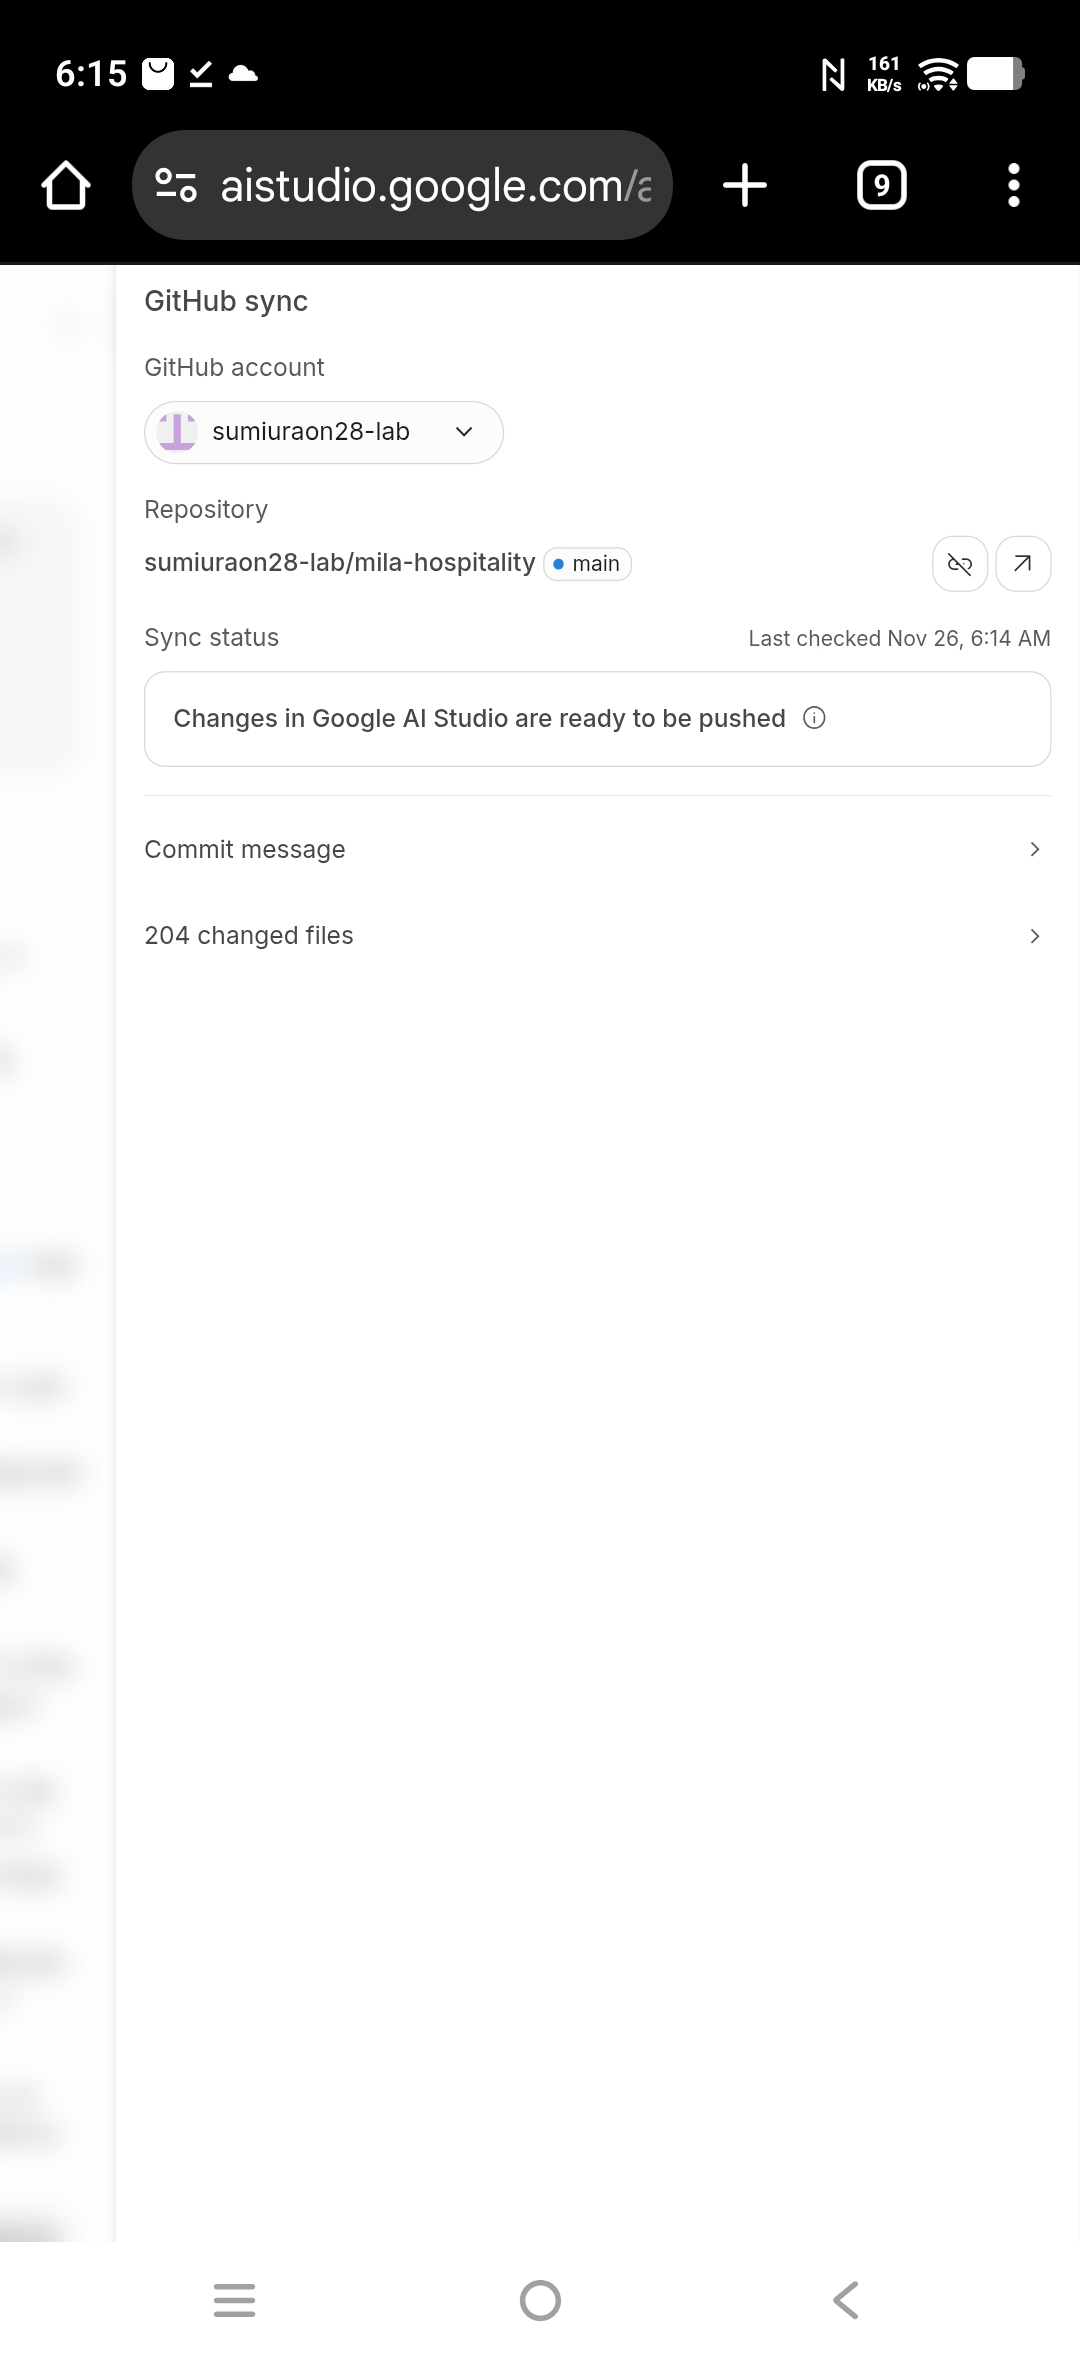 6:15
161
KB/s
aistudio.google.com/a
9
GitHub sync
GitHub account
sumiuraon28-lab
Repository
sumiuraon28-lab/mila-hospitality
main
Sync status
Last checked Nov 26, 6:14 AM
Changes in Google AI Studio are ready to be pushed
Commit message
204 changed files